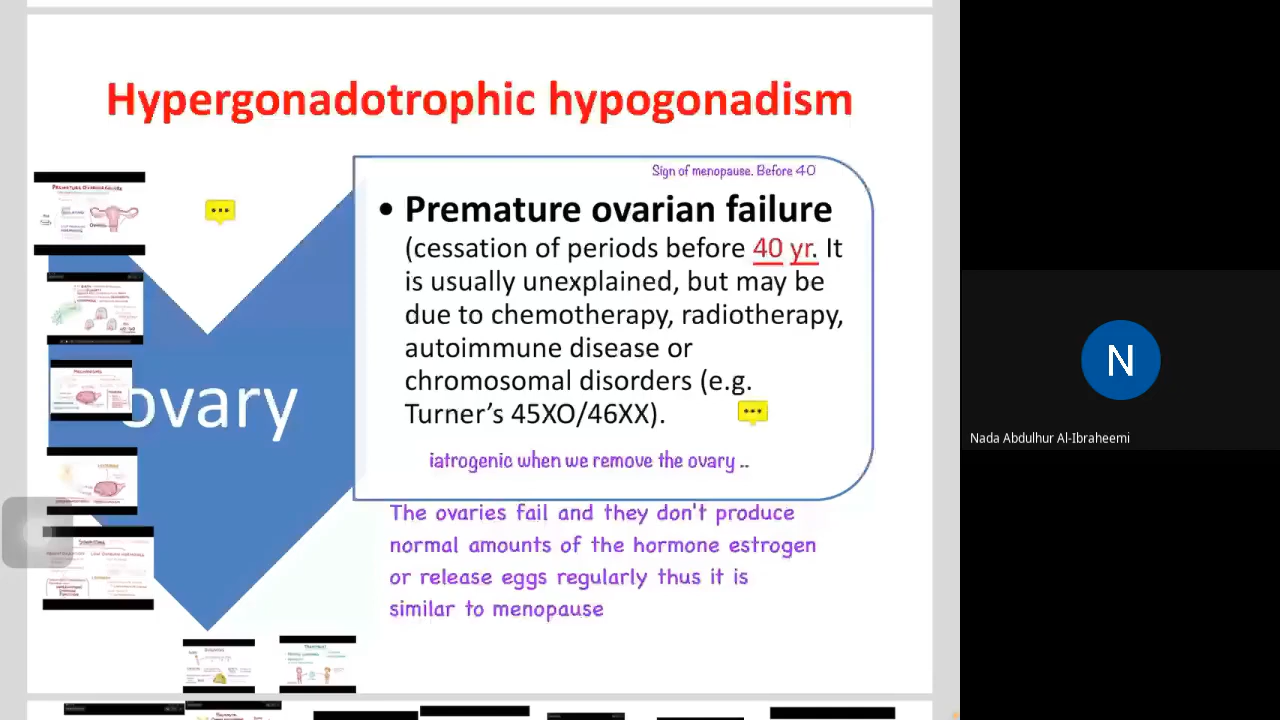 Hypergonadotrophic hypogonadism
Sign of menopause. Before 40
• Premature ovarian failure
(cessation of periods before 40 yr. It
is usually unexplained, but may be
due to chemotherapy, radiotherapy,
autoimmune disease or
chromosomal disorders (e.g.
Turner's 45XO/46XX).
iatrogenic when we remove the ovary ..
ovary
The ovaries fail and they don't produce
normal amounts of the hormone estrogen
or release eggs regularly thus it is
similar to menopause
N
Nada Abdulhur Al-Ibraheemi